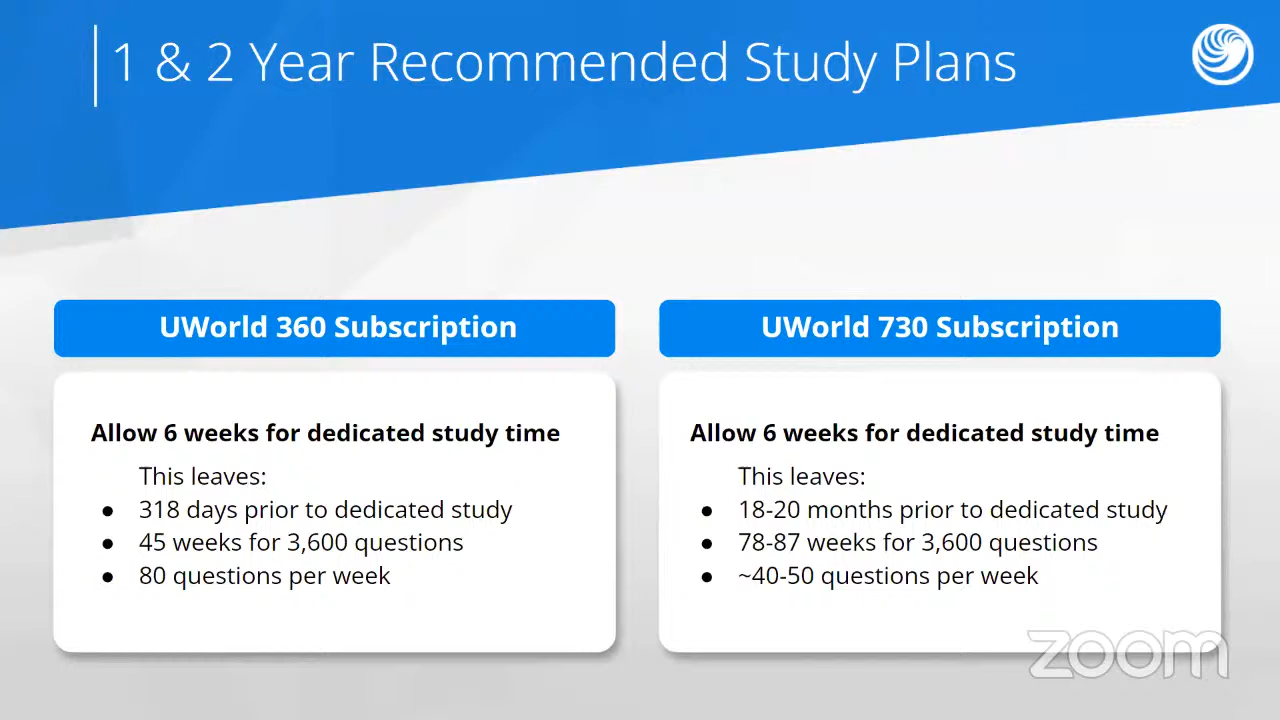 1 & 2 Year Recommended Study Plans
UWorld 360 Subscription
Allow 6 weeks for dedicated study time
This leaves:
● 318 days prior to dedicated study
● 45 weeks for 3,600 questions
● 80 questions per week
UWorld 730 Subscription
Allow 6 weeks for dedicated study time
This leaves:
● 18-20 months prior to dedicated study
● 78-87 weeks for 3,600 questions
● ~40-50 questions per week
zoom